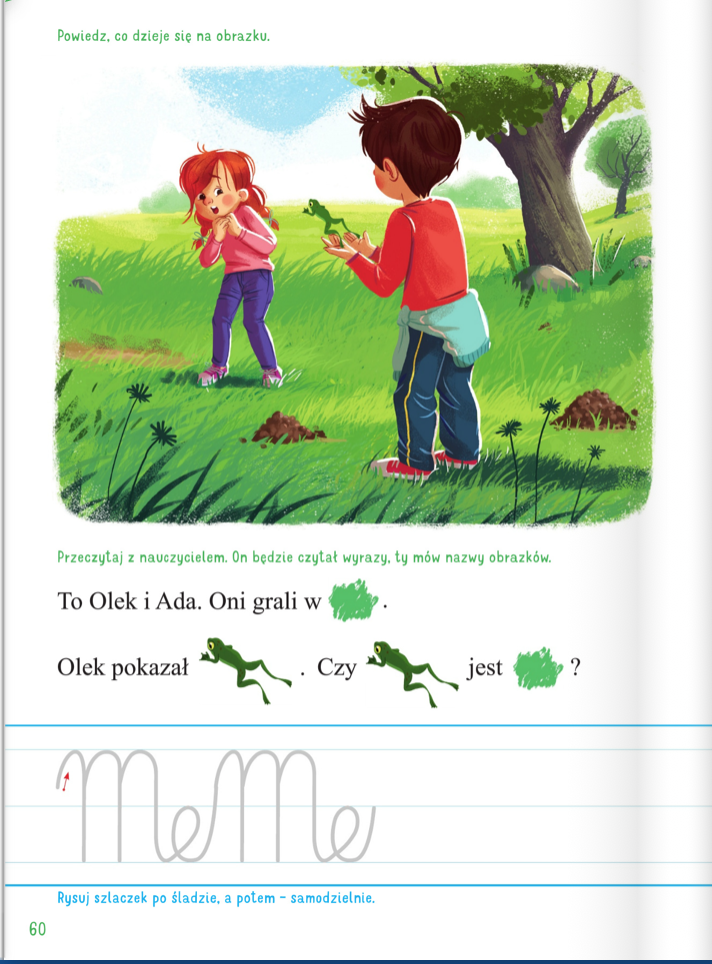 Powiedz, co dzieje się na obrazku.
Przeczytaj z nauczycielem. On będzie czytał wyrazy, ty mów nazwy obrazków.
To Olek i Ada. Oni grali w .
Olek pokazał . Czy jest ?
MeMe
Rysuj szlaczek po śladzie, a potem – samodzielnie.
60